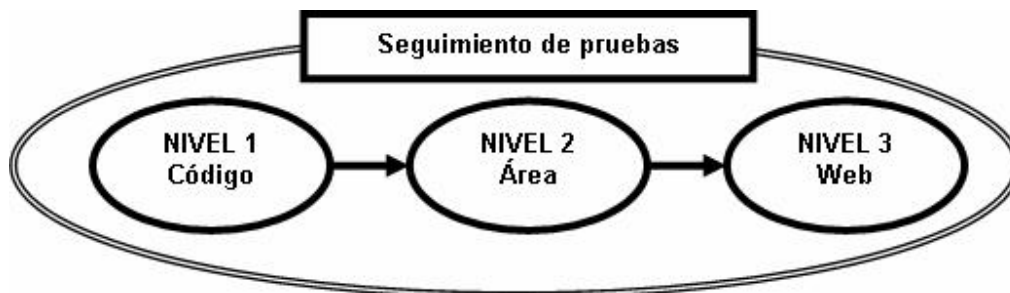 Seguimiento de pruebas
NIVEL 1
Código
NIVEL 2
Área
NIVEL 3
Web